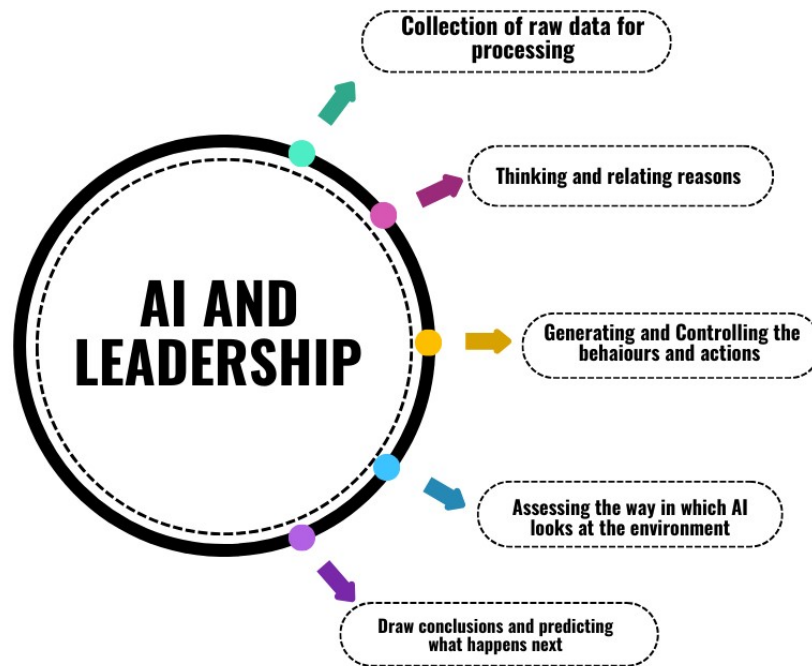 Collection of raw data for
processing
Thinking and relating reasons
AI AND
LEADERSHIP
Generating and Controlling the
behaiours and actions
Assessing the way in which AI
looks at the environment
Draw conclusions and predicting
what happens next